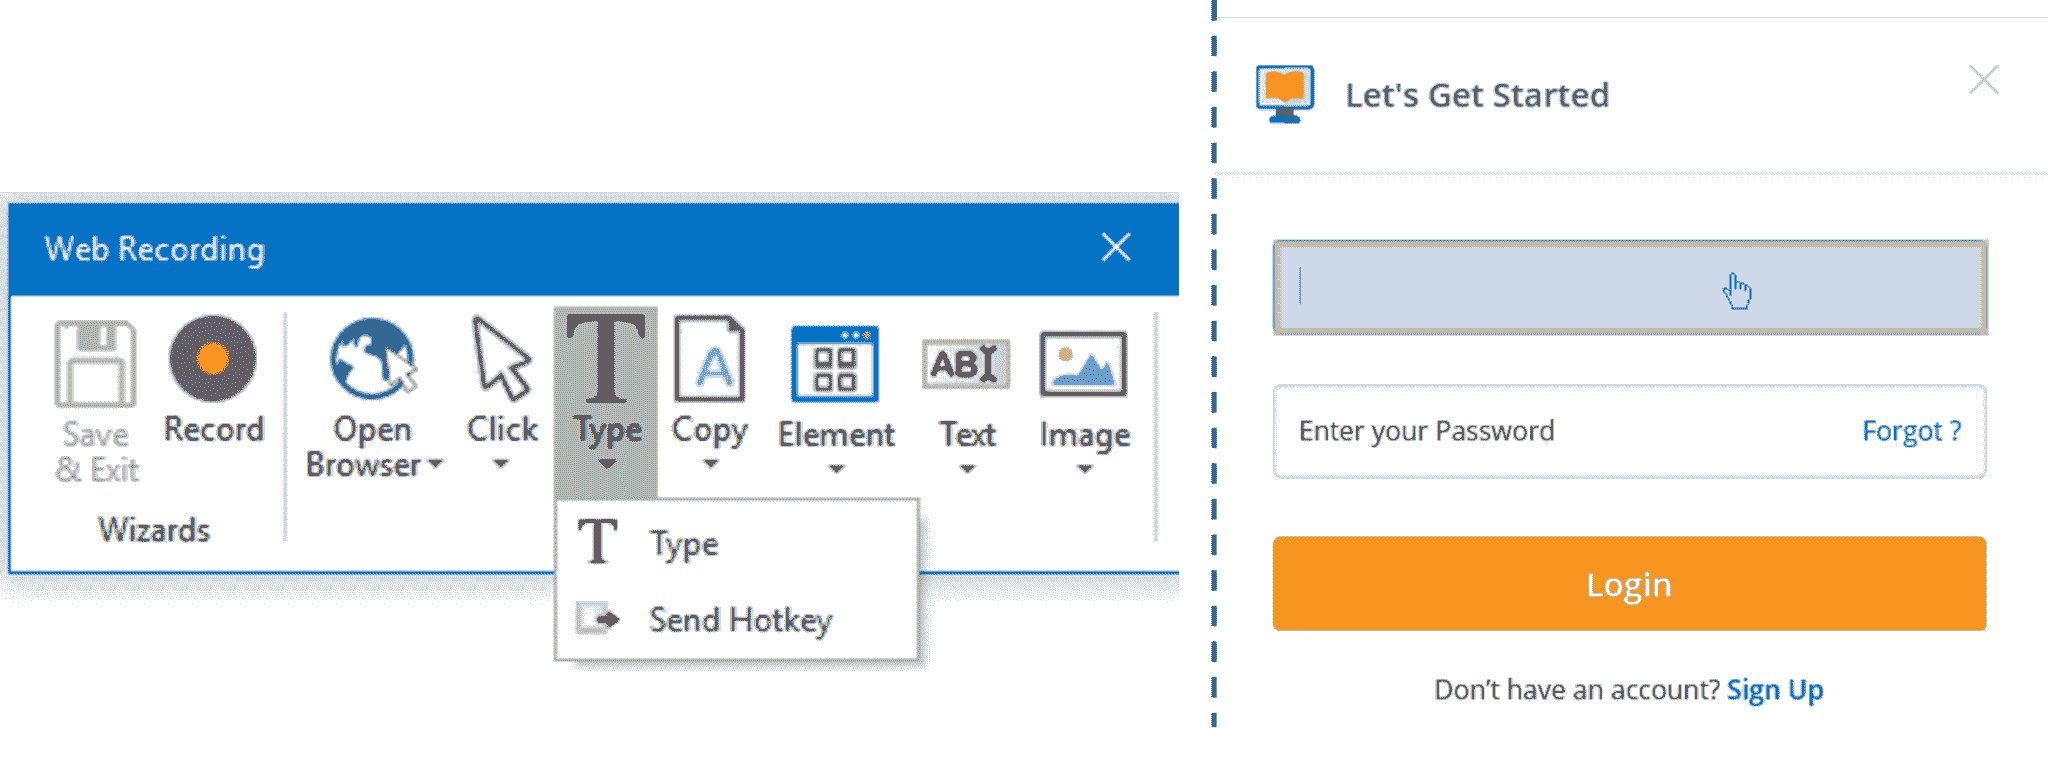 Web Recording
Save
& Exit
Record
Wizards
Open
Browser
Click
Type
Copy
A
Element
ABI
Text
Image
T
Type
Send Hotkey
Let's Get Started
Enter your Password
Forgot ?
Login
Don't have an account? Sign Up